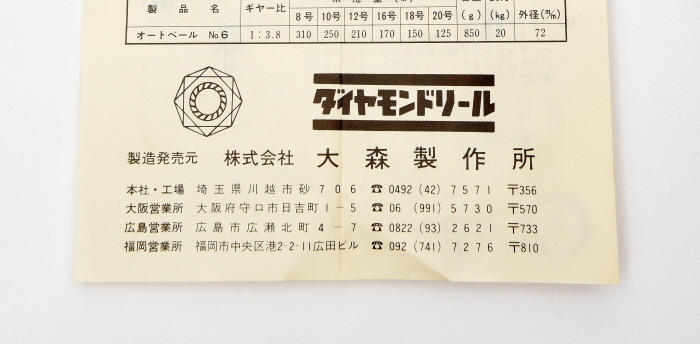 製品名 ギヤー比 8号 10号 12号 16号 18号 20号 (g) (kg) 外径(㎜)
オートベール №6 1:3.8 310 250 210 170 150 125 850 20 72
ダイヤモンドリール
製造発売元 株式会社 大森製作所
本社・工場 埼玉県川越市砂706 ☎0492(42)7571 〒356
大阪営業所 大阪府守口市日吉町1-5 ☎06(991)5730 〒570
広島営業所 広島市広瀬北町4-7 ☎0822(93)2621 〒733
福岡営業所 福岡市中央区港2-2-11広田ビル ☎092(741)7276 〒810